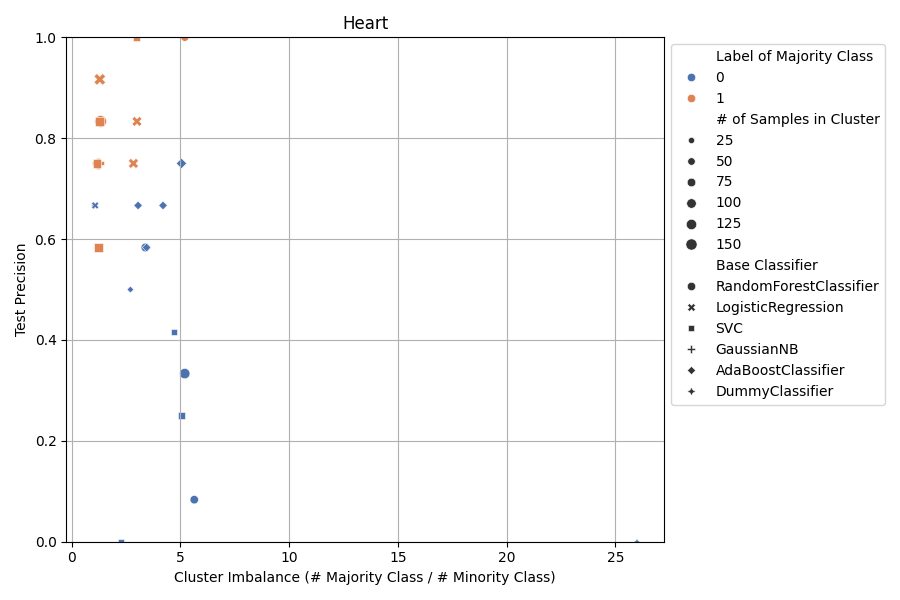 Heart
1.0
0.8
0.6
0.4
0.2
0.0
Test Precision
0
5
10
15
20
25
Cluster Imbalance (# Majority Class / # Minority Class)
Label of Majority Class
0
1
# of Samples in Cluster
25
50
75
100
125
150
Base Classifier
RandomForestClassifier
LogisticRegression
SVC
GaussianNB
AdaBoostClassifier
DummyClassifier